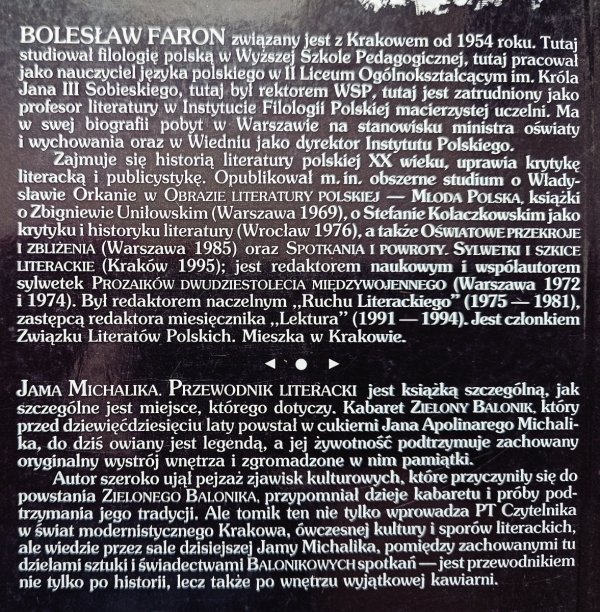 BOLESŁAW FARON związany jest z Krakowem od 1954 roku. Tutaj
studiował filologię polską w Wyższej Szkole Pedagogicznej, tutaj pracował
jako nauczyciel języka polskiego w II Liceum Ogólnokształcącym im. Króla
Jana III Sobieskiego, tutaj był rektorem WSP, tutaj jest zatrudniony jako
profesor literatury w Instytucie Filologii Polskiej macierzystej uczelni. Ma
w swej biografii pobyt w Warszawie na stanowisku ministra oświaty
i wychowania oraz w Wiedniu jako dyrektor Instytutu Polskiego.
Zajmuje się historią literatury polskiej XX wieku, uprawia krytykę
literacką i publicystykę. Opublikował m. in. obszerne studium o Włady-
sławie Orkanie w OBRAZIE LITERATURY POLSKIEJ — MŁODA POLSKA, książki
o Zbigniewie Uniłowskim (Warszawa 1969), o Stefanie Kołaczkowskim jako
krytyku i historyku literatury (Wrocław 1976), a także OŚWIATOWE PRZEKROJE
I ZBLIŻENIA (Warszawa 1985) oraz SPOTKANIA I POWROTY. SYLWETKI I SZKICE
LITERACKIE (Kraków 1995); jest redaktorem naukowym i współautorem
sylwetek PROZAIKÓW DWUDZIESTOLECIA MIĘDZYWOJENNEGO (Warszawa 1972
i 1974). Był redaktorem naczelnym „Ruchu Literackiego" (1975 — 1981),
zastępcą redaktora miesięcznika „Lektura" (1991 — 1994). Jest członkiem
Związku Literatów Polskich. Mieszka w Krakowie.
◄ ● ►
JAMA MICHALIKA. PRZEWODNIK LITERACKI jest książką szczególną, jak
szczególne jest miejsce, którego dotyczy. Kabaret ZIELONY BALONIK, który
przed dziewięćdziesięciu laty powstał w cukierni Jana Apolinarego Michali-
ka, do dziś owiany jest legendą, a jej żywotność podtrzymuje zachowany
oryginalny wystrój wnętrza i zgromadzone w nim pamiątki.
Autor szeroko ujął pejzaż zjawisk kulturowych, które przyczyniły się do
powstania ZIELONEGO BALONIKA, przypomniał dzieje kabaretu i próby pod-
trzymania jego tradycji. Ale tomik ten nie tylko wprowadza PT Czytelnika
w świat modernistycznego Krakowa, ówczesnej kultury i sporów literackich,
ale wiedzie przez sale dzisiejszej Jamy Michalika, pomiędzy zachowanymi tu
dziełami sztuki i świadectwami BALONIKOWYCH spotkań — jest przewodnikiem
nie tylko po historii, lecz także po wnętrzu wyjątkowej kawiarni.